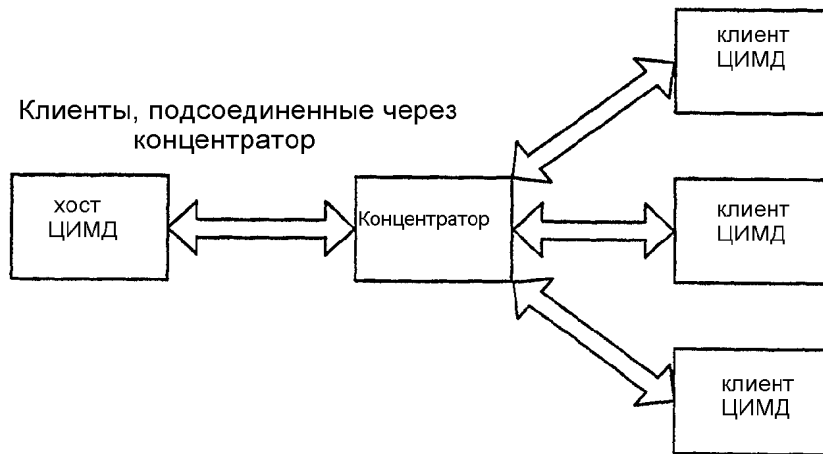 клиент
ЦИМД
Клиенты, подсоединенные через
концентратор
хост
ЦИМД
Концентратор
клиент
ЦИМД
клиент
ЦИМД